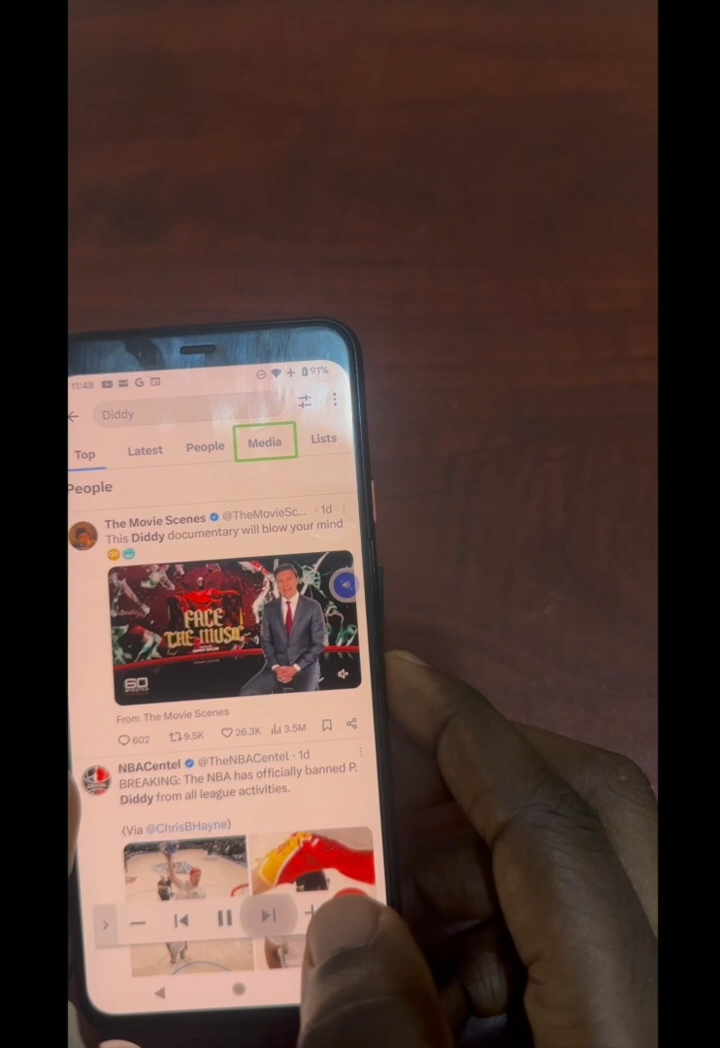 11:48
91%
Diddy
Top Latest People Media Lists
People
The Movie Scenes @TheMovieSc... · 1d
This Diddy documentary will blow your mind
FACE
THE MUSIC
60
From The Movie Scenes
602 9.5K 26.3K 3.5M
NBACentel @TheNBACentel · 1d
BREAKING: The NBA has officially banned P.
Diddy from all league activities.
(Via @ChrisBHayne)